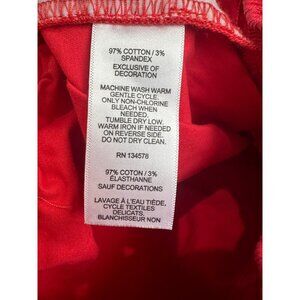 97% COTTON / 3%
SPANDEX
EXCLUSIVE OF
DECORATION
MACHINE WASH WARM
GENTLE CYCLE.
ONLY NON-CHLORINE
BLEACH WHEN
NEEDED.
TUMBLE DRY LOW.
WARM IRON IF NEEDED
ON REVERSE SIDE.
DO NOT DRY CLEAN.
RN 134578
97% COTON / 3%
ÉLASTHANNE
SAUF DÉCORATIONS
LAVAGE À L'EAU TIÈDE,
CYCLE TEXTILES
DÉLICATS.
BLANCHISSEUR NON